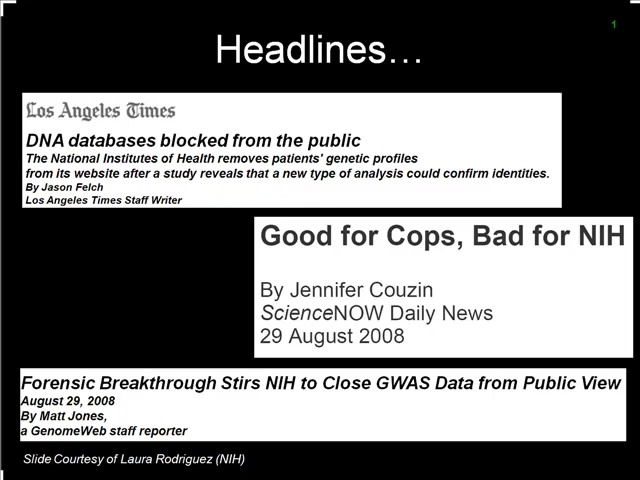 1
Headlines…
Los Angeles Times
DNA databases blocked from the public
The National Institutes of Health removes patients' genetic profiles
from its website after a study reveals that a new type of analysis could confirm identities.
By Jason Felch
Los Angeles Times Staff Writer
Good for Cops, Bad for NIH
By Jennifer Couzin
ScienceNOW Daily News
29 August 2008
Forensic Breakthrough Stirs NIH to Close GWAS Data from Public View
August 29, 2008
By Matt Jones,
a GenomeWeb staff reporter
Slide Courtesy of Laura Rodriguez (NIH)